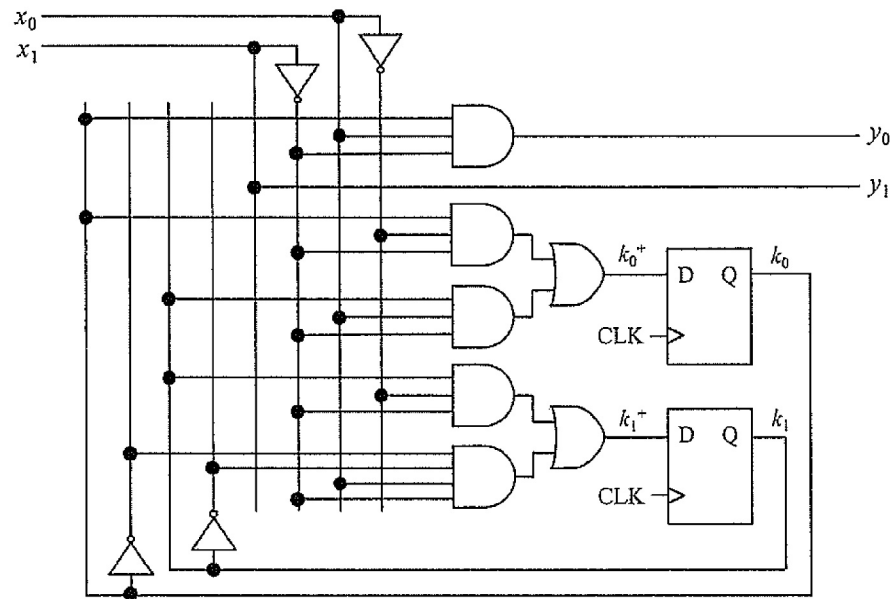 x₀
x₁
y₀
y₁
k₀⁺
D Q
k₀
CLK
k₁⁺
D Q
k₁
CLK